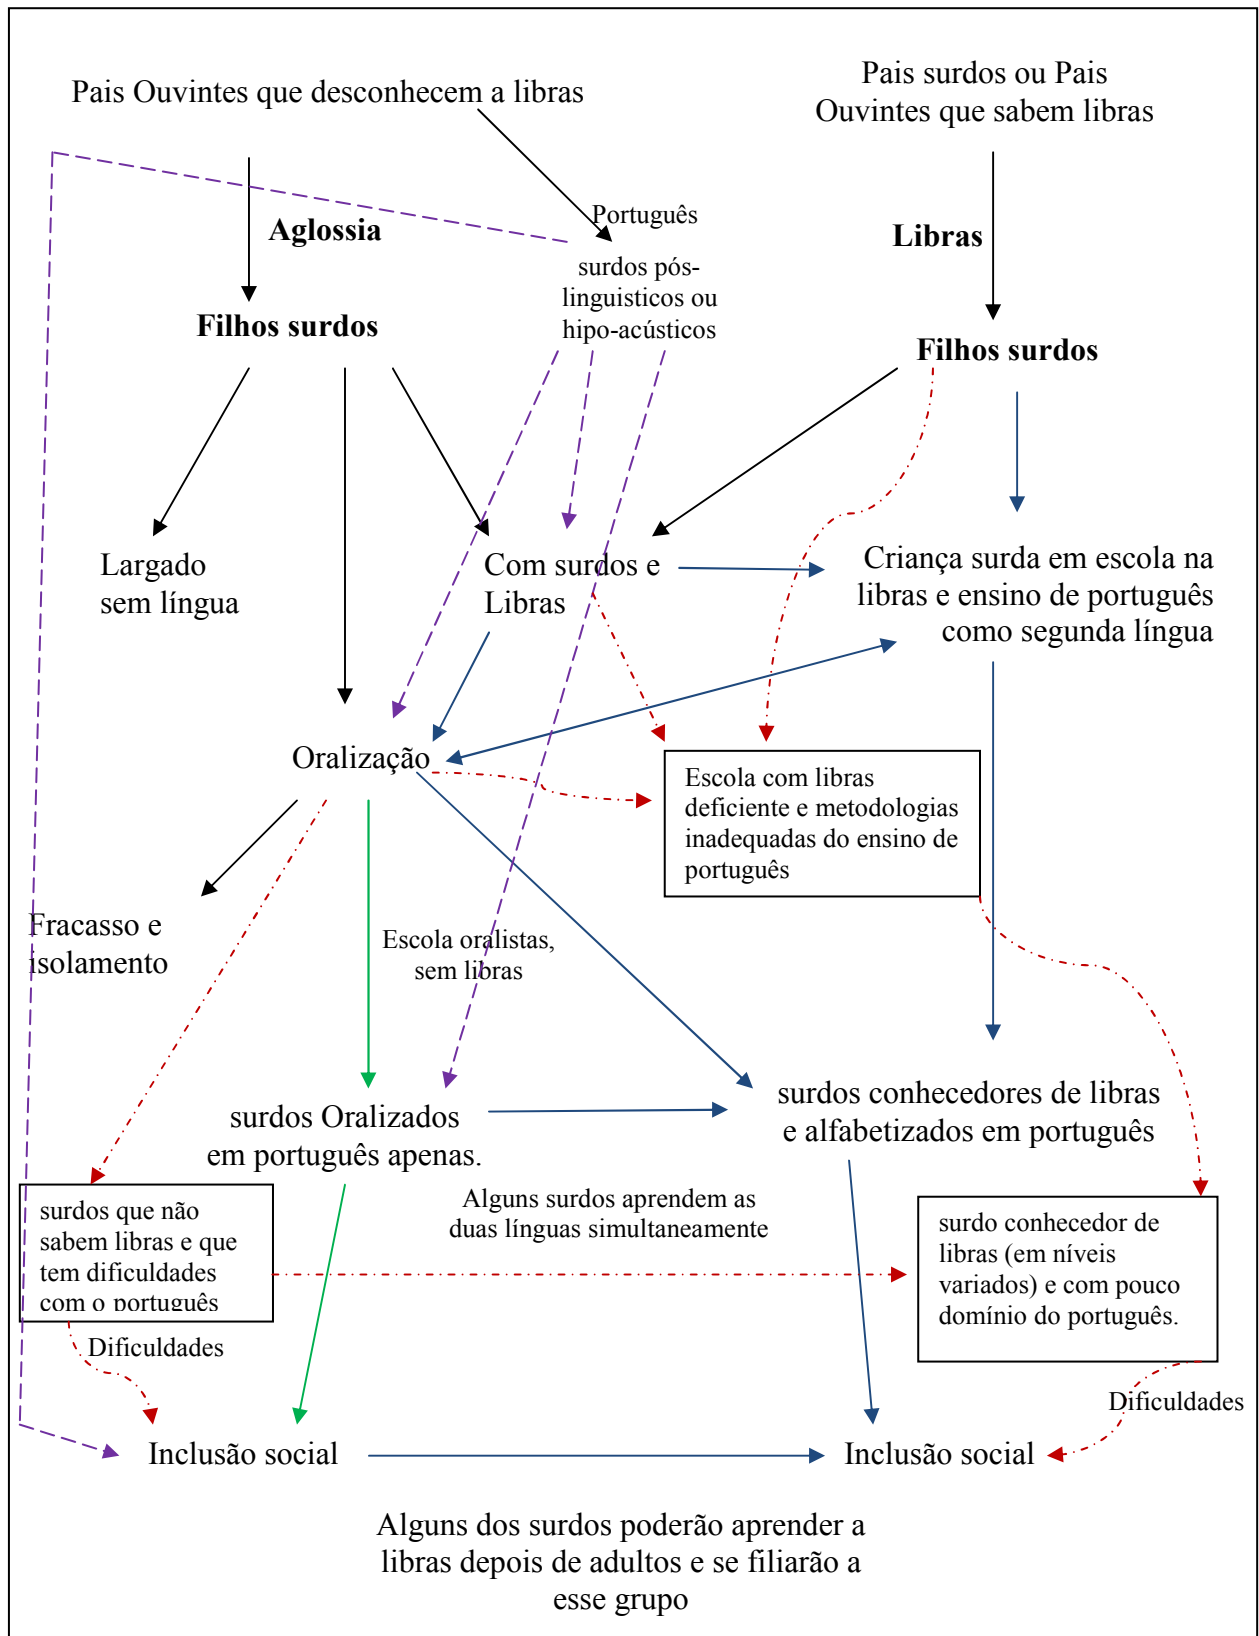 Pais Ouvintes que desconhecem a libras
Pais surdos ou Pais
Ouvintes que sabem libras
Português
Aglossia
Libras
surdos pós-
linguisticos ou
hipo-acústicos
Filhos surdos
Filhos surdos
Largado
sem língua
Com surdos e
Libras
Criança surda em escola na
libras e ensino de português
como segunda língua
Oralização
Escola com libras
deficiente e metodologias
inadequadas do ensino de
português
Fracasso e
isolamento
Escola oralistas,
sem libras
surdos Oralizados
em português apenas.
surdos conhecedores de libras
e alfabetizados em português
Alguns surdos aprendem as
duas línguas simultaneamente
surdos que não
sabem libras e que
tem dificuldades
com o português
surdo conhecedor de
libras (em níveis
variados) e com pouco
domínio do português.
Dificuldades
Dificuldades
Inclusão social
Inclusão social
Alguns dos surdos poderão aprender a
libras depois de adultos e se filiarão a
esse grupo